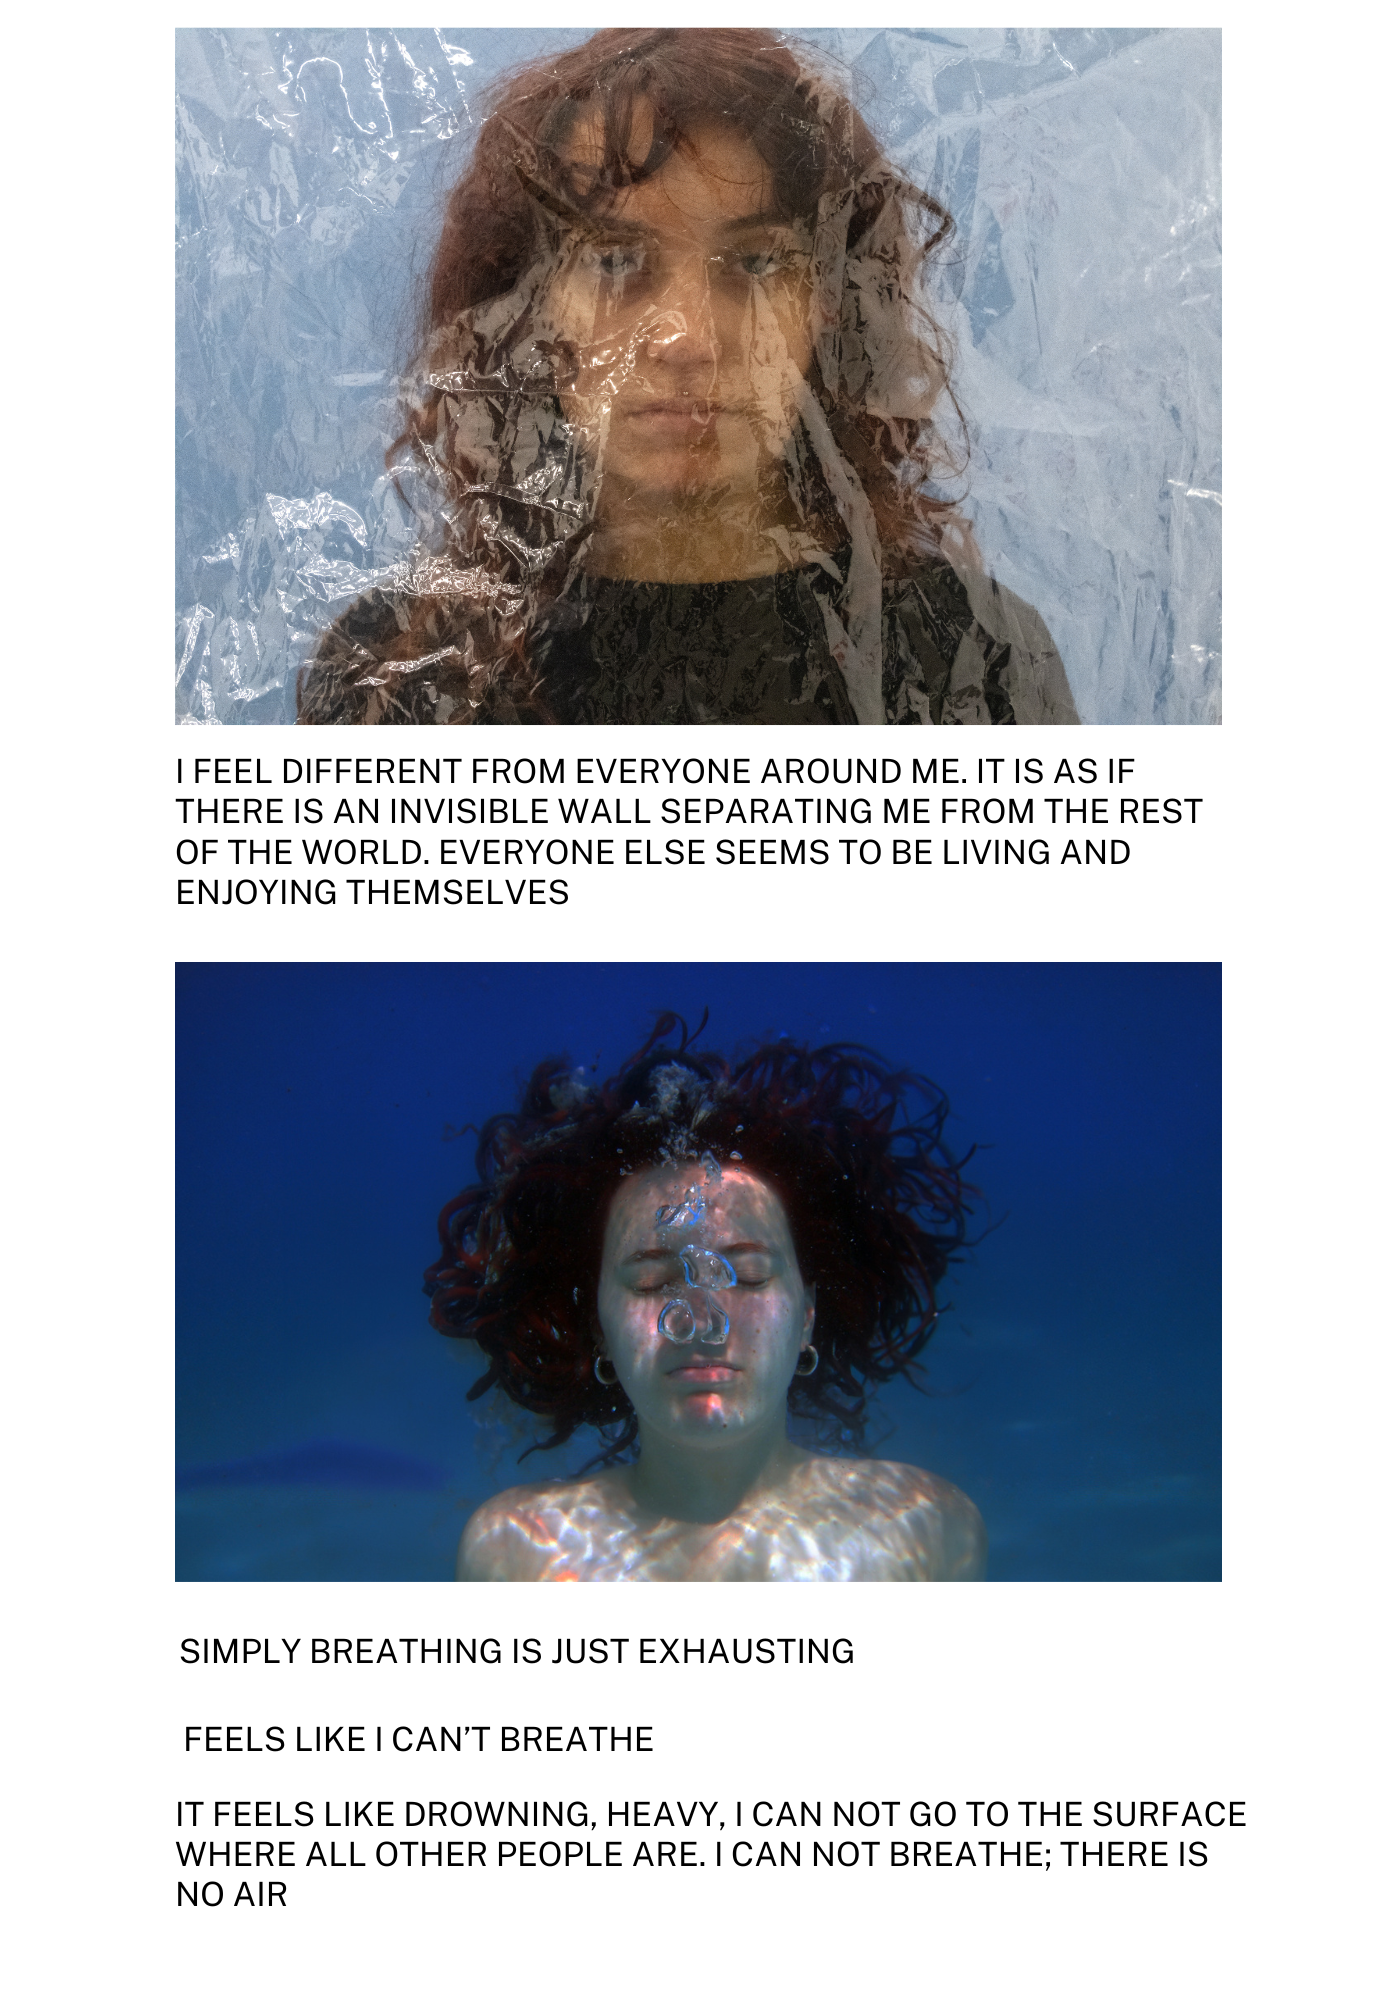 I FEEL DIFFERENT FROM EVERYONE AROUND ME. IT IS AS IF
THERE IS AN INVISIBLE WALL SEPARATING ME FROM THE REST
OF THE WORLD. EVERYONE ELSE SEEMS TO BE LIVING AND
ENJOYING THEMSELVES
SIMPLY BREATHING IS JUST EXHAUSTING
FEELS LIKE I CAN’T BREATHE
IT FEELS LIKE DROWNING, HEAVY, I CAN NOT GO TO THE SURFACE
WHERE ALL OTHER PEOPLE ARE. I CAN NOT BREATHE; THERE IS
NO AIR